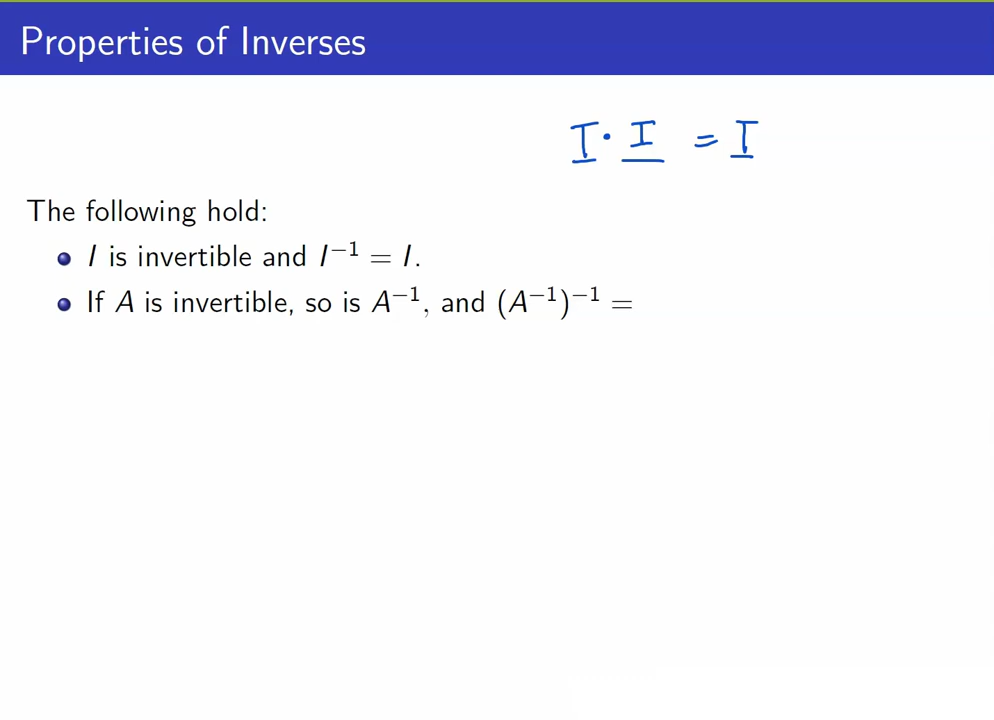 Properties of Inverses
I · I = I
The following hold:
• I is invertible and I⁻¹ = I.
• If A is invertible, so is A⁻¹, and (A⁻¹)⁻¹ =